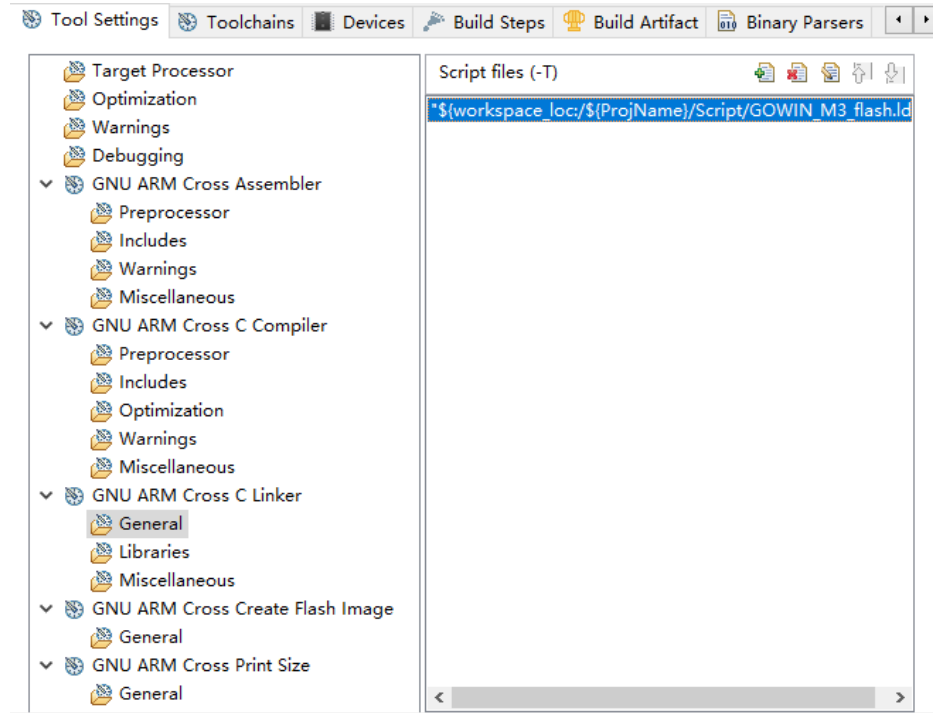 Tool Settings Toolchains Devices Build Steps Build Artifact Binary Parsers
Target Processor
Optimization
Warnings
Debugging
GNU ARM Cross Assembler
Preprocessor
Includes
Warnings
Miscellaneous
GNU ARM Cross C Compiler
Preprocessor
Includes
Optimization
Warnings
Miscellaneous
GNU ARM Cross C Linker
General
Libraries
Miscellaneous
GNU ARM Cross Create Flash Image
General
GNU ARM Cross Print Size
General
Script files (-T)
"${workspace_loc:/${ProjName}/Script/GOWIN_M3_flash.ld